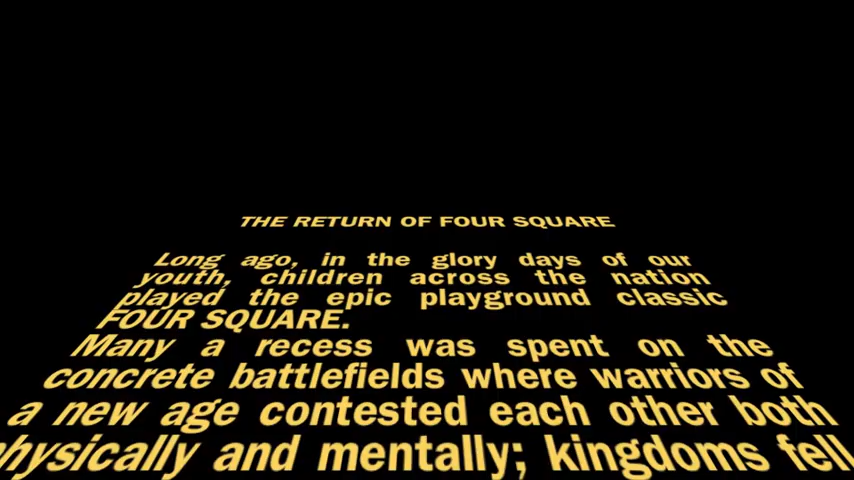 THE RETURN OF FOUR SQUARE
Long ago, in the glory days of our
youth, children across the nation
played the epic playground classic
FOUR SQUARE.
Many a recess was spent on the
concrete battlefields where warriors of
a new age contested each other both
physically and mentally; kingdoms fell